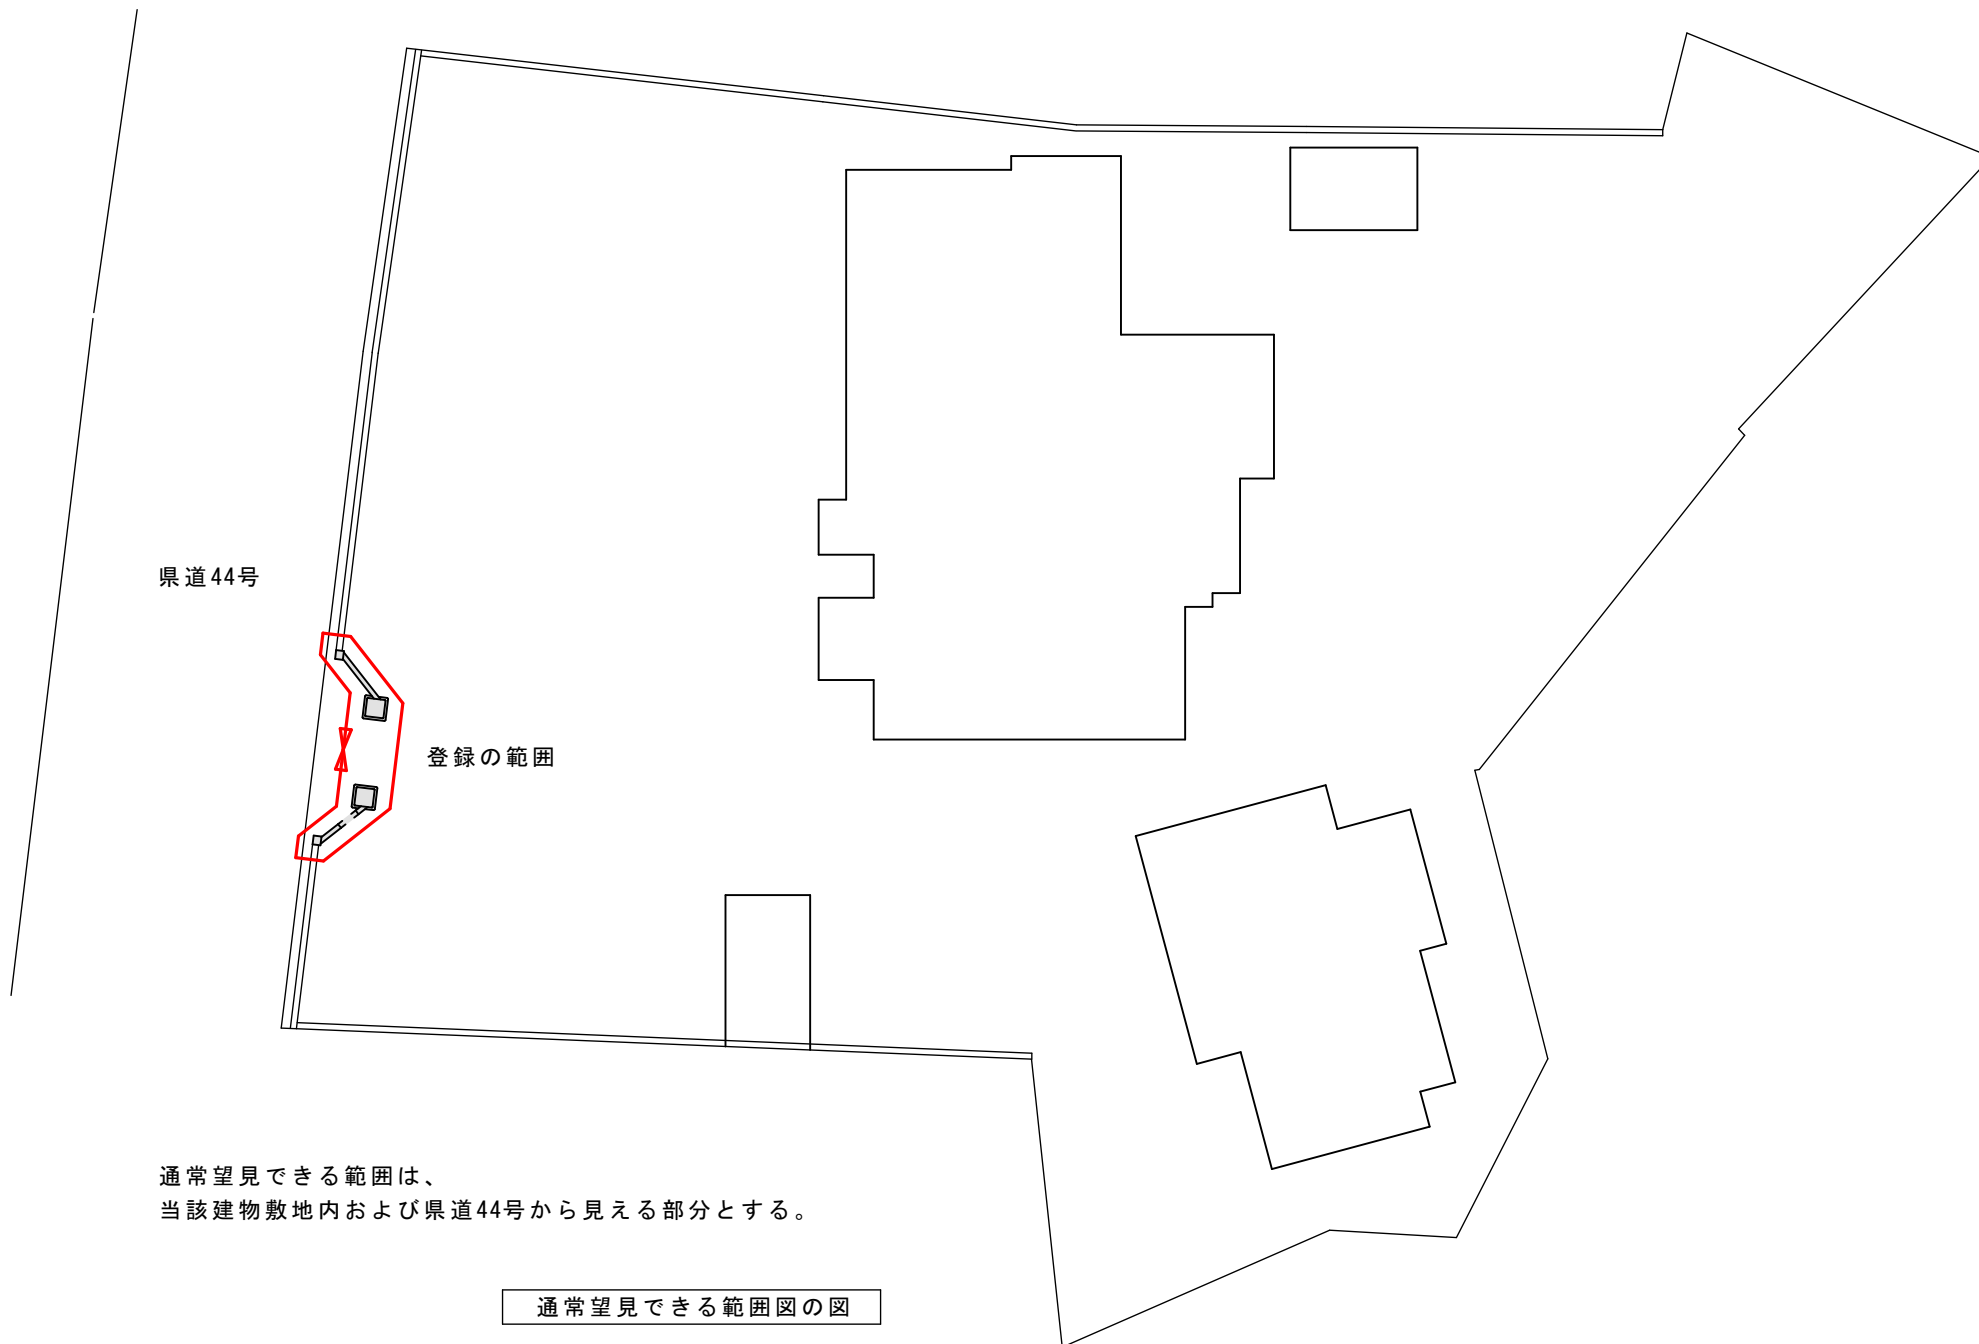 県道44号
登録の範囲
通常望見できる範囲は、
当該建物敷地内および県道44号から見える部分とする。
通常望見できる範囲図の図